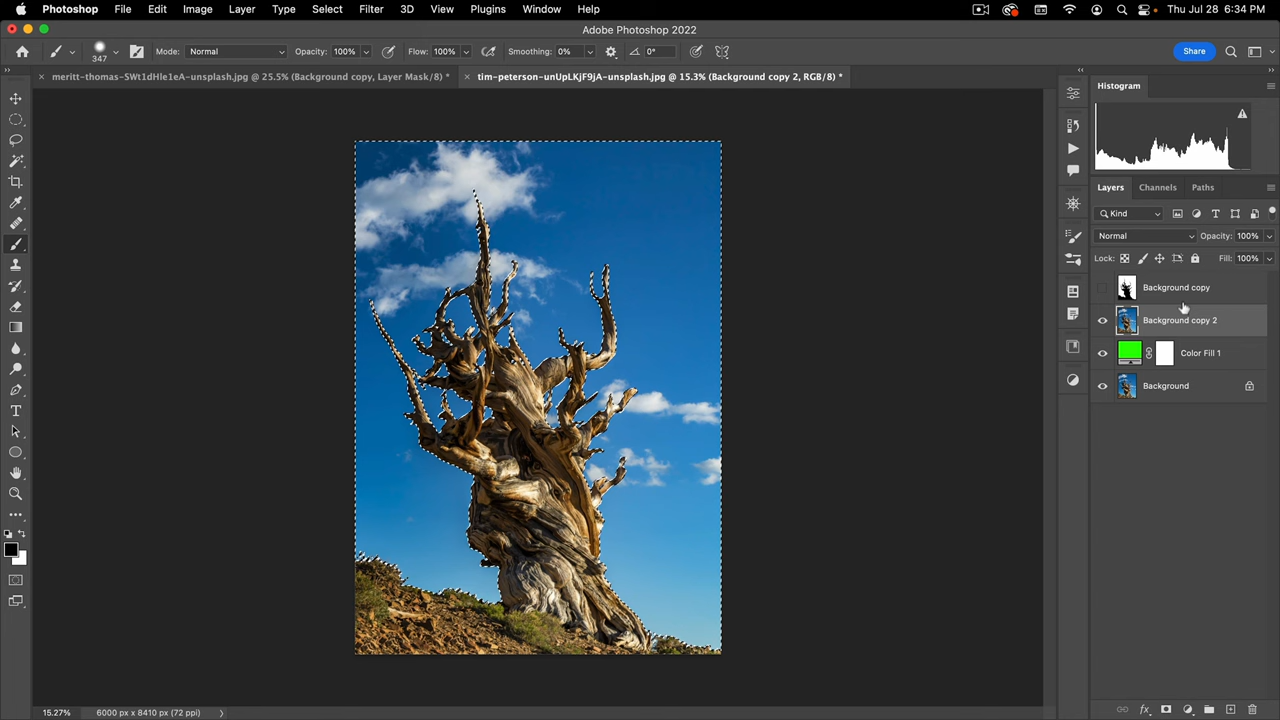 Photoshop File Edit Image Layer Type Select Filter 3D View Plugins Window Help Thu Jul 28 6:34 PM
Adobe Photoshop 2022
347 Mode: Normal Opacity: 100% Flow: 100% Smoothing: 0% 0° Share
meritt-thomas-5Wt1dHle1eA-unsplash.jpg @ 25.5% (Background copy, Layer Mask/8) * tim-peterson-unUpLKjF9jA-unsplash.jpg @ 15.3% (Background copy 2, RGB/8) *
Histogram
Layers Channels Paths
Kind
Normal Opacity: 100%
Lock: Fill: 100%
Background copy
Background copy 2
Color Fill 1
Background
15.27% 6000 px x 8410 px (72 ppi)